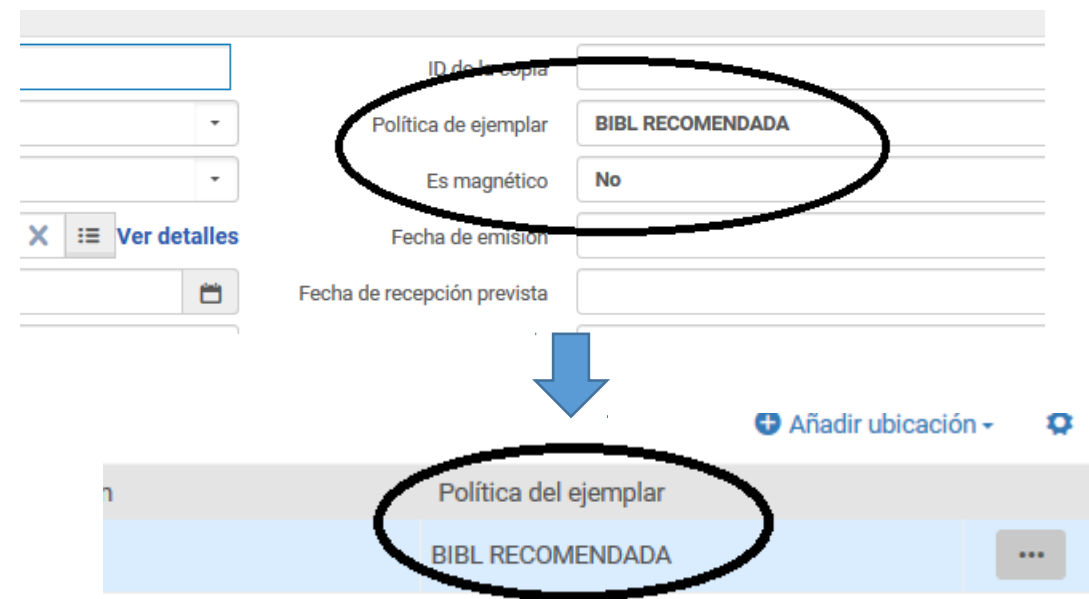 ID de la copia
Política de ejemplar BIBL RECOMENDADA
Es magnético No
Ver detalles Fecha de emisión
Fecha de recepción prevista
Añadir ubicación
n Política del ejemplar
BIBL RECOMENDADA